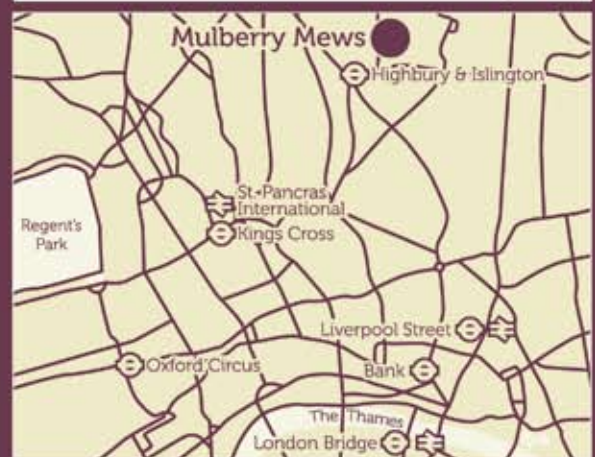 Mulberry Mews
Highbury & Islington
St. Pancras
International
Kings Cross
Regent's
Park
Liverpool Street
Oxford Circus
Bank
The Thames
London Bridge